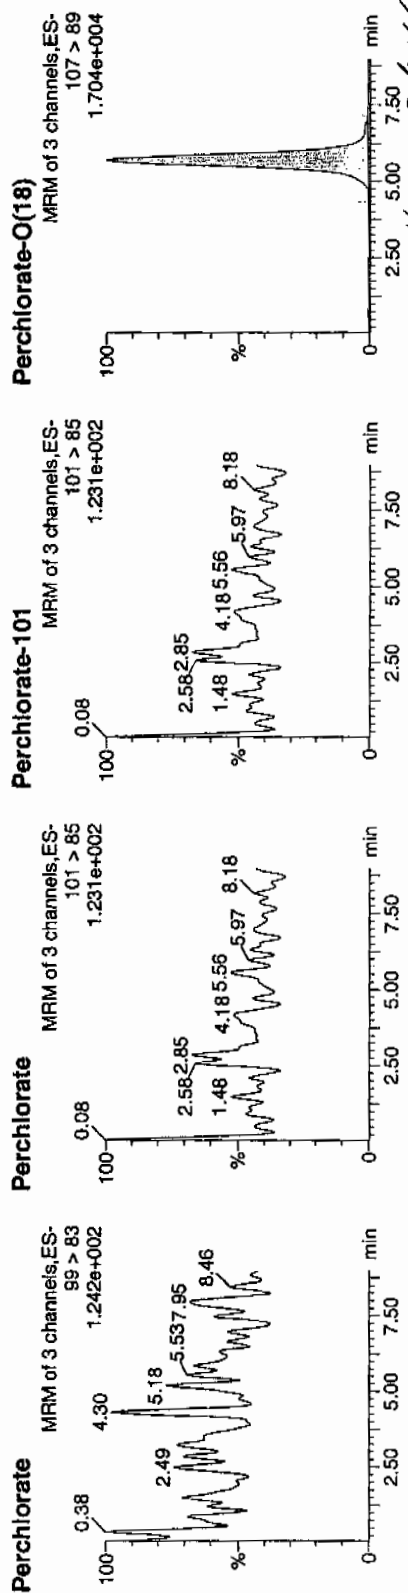 Perchlorate
MRM of 3 channels,ES-
99 > 83
1.242e+002
100
%
0
0.38
2.49
4.30
5.18
5.53
7.95
8.46
2.50
5.00
7.50
min
Perchlorate
MRM of 3 channels,ES-
101 > 85
1.231e+002
100
%
0
0.08
1.48
2.58
2.85
4.18
5.56
5.97
8.18
2.50
5.00
7.50
min
Perchlorate-101
MRM of 3 channels,ES-
101 > 85
1.231e+002
100
%
0
0.08
1.48
2.58
2.85
4.18
5.56
5.97
8.18
2.50
5.00
7.50
min
Perchlorate-O(18)
MRM of 3 channels,ES-
107 > 89
1.704e+004
100
%
0
2.50
5.00
7.50
min